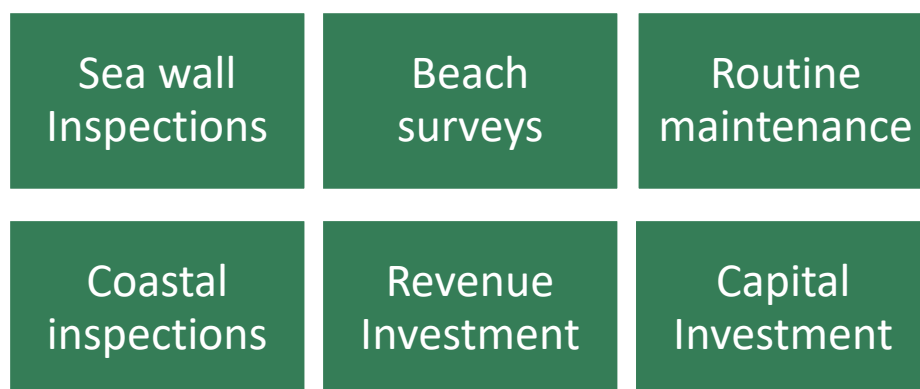 Sea wall
Inspections
Beach
surveys
Routine
maintenance
Coastal
inspections
Revenue
Investment
Capital
Investment